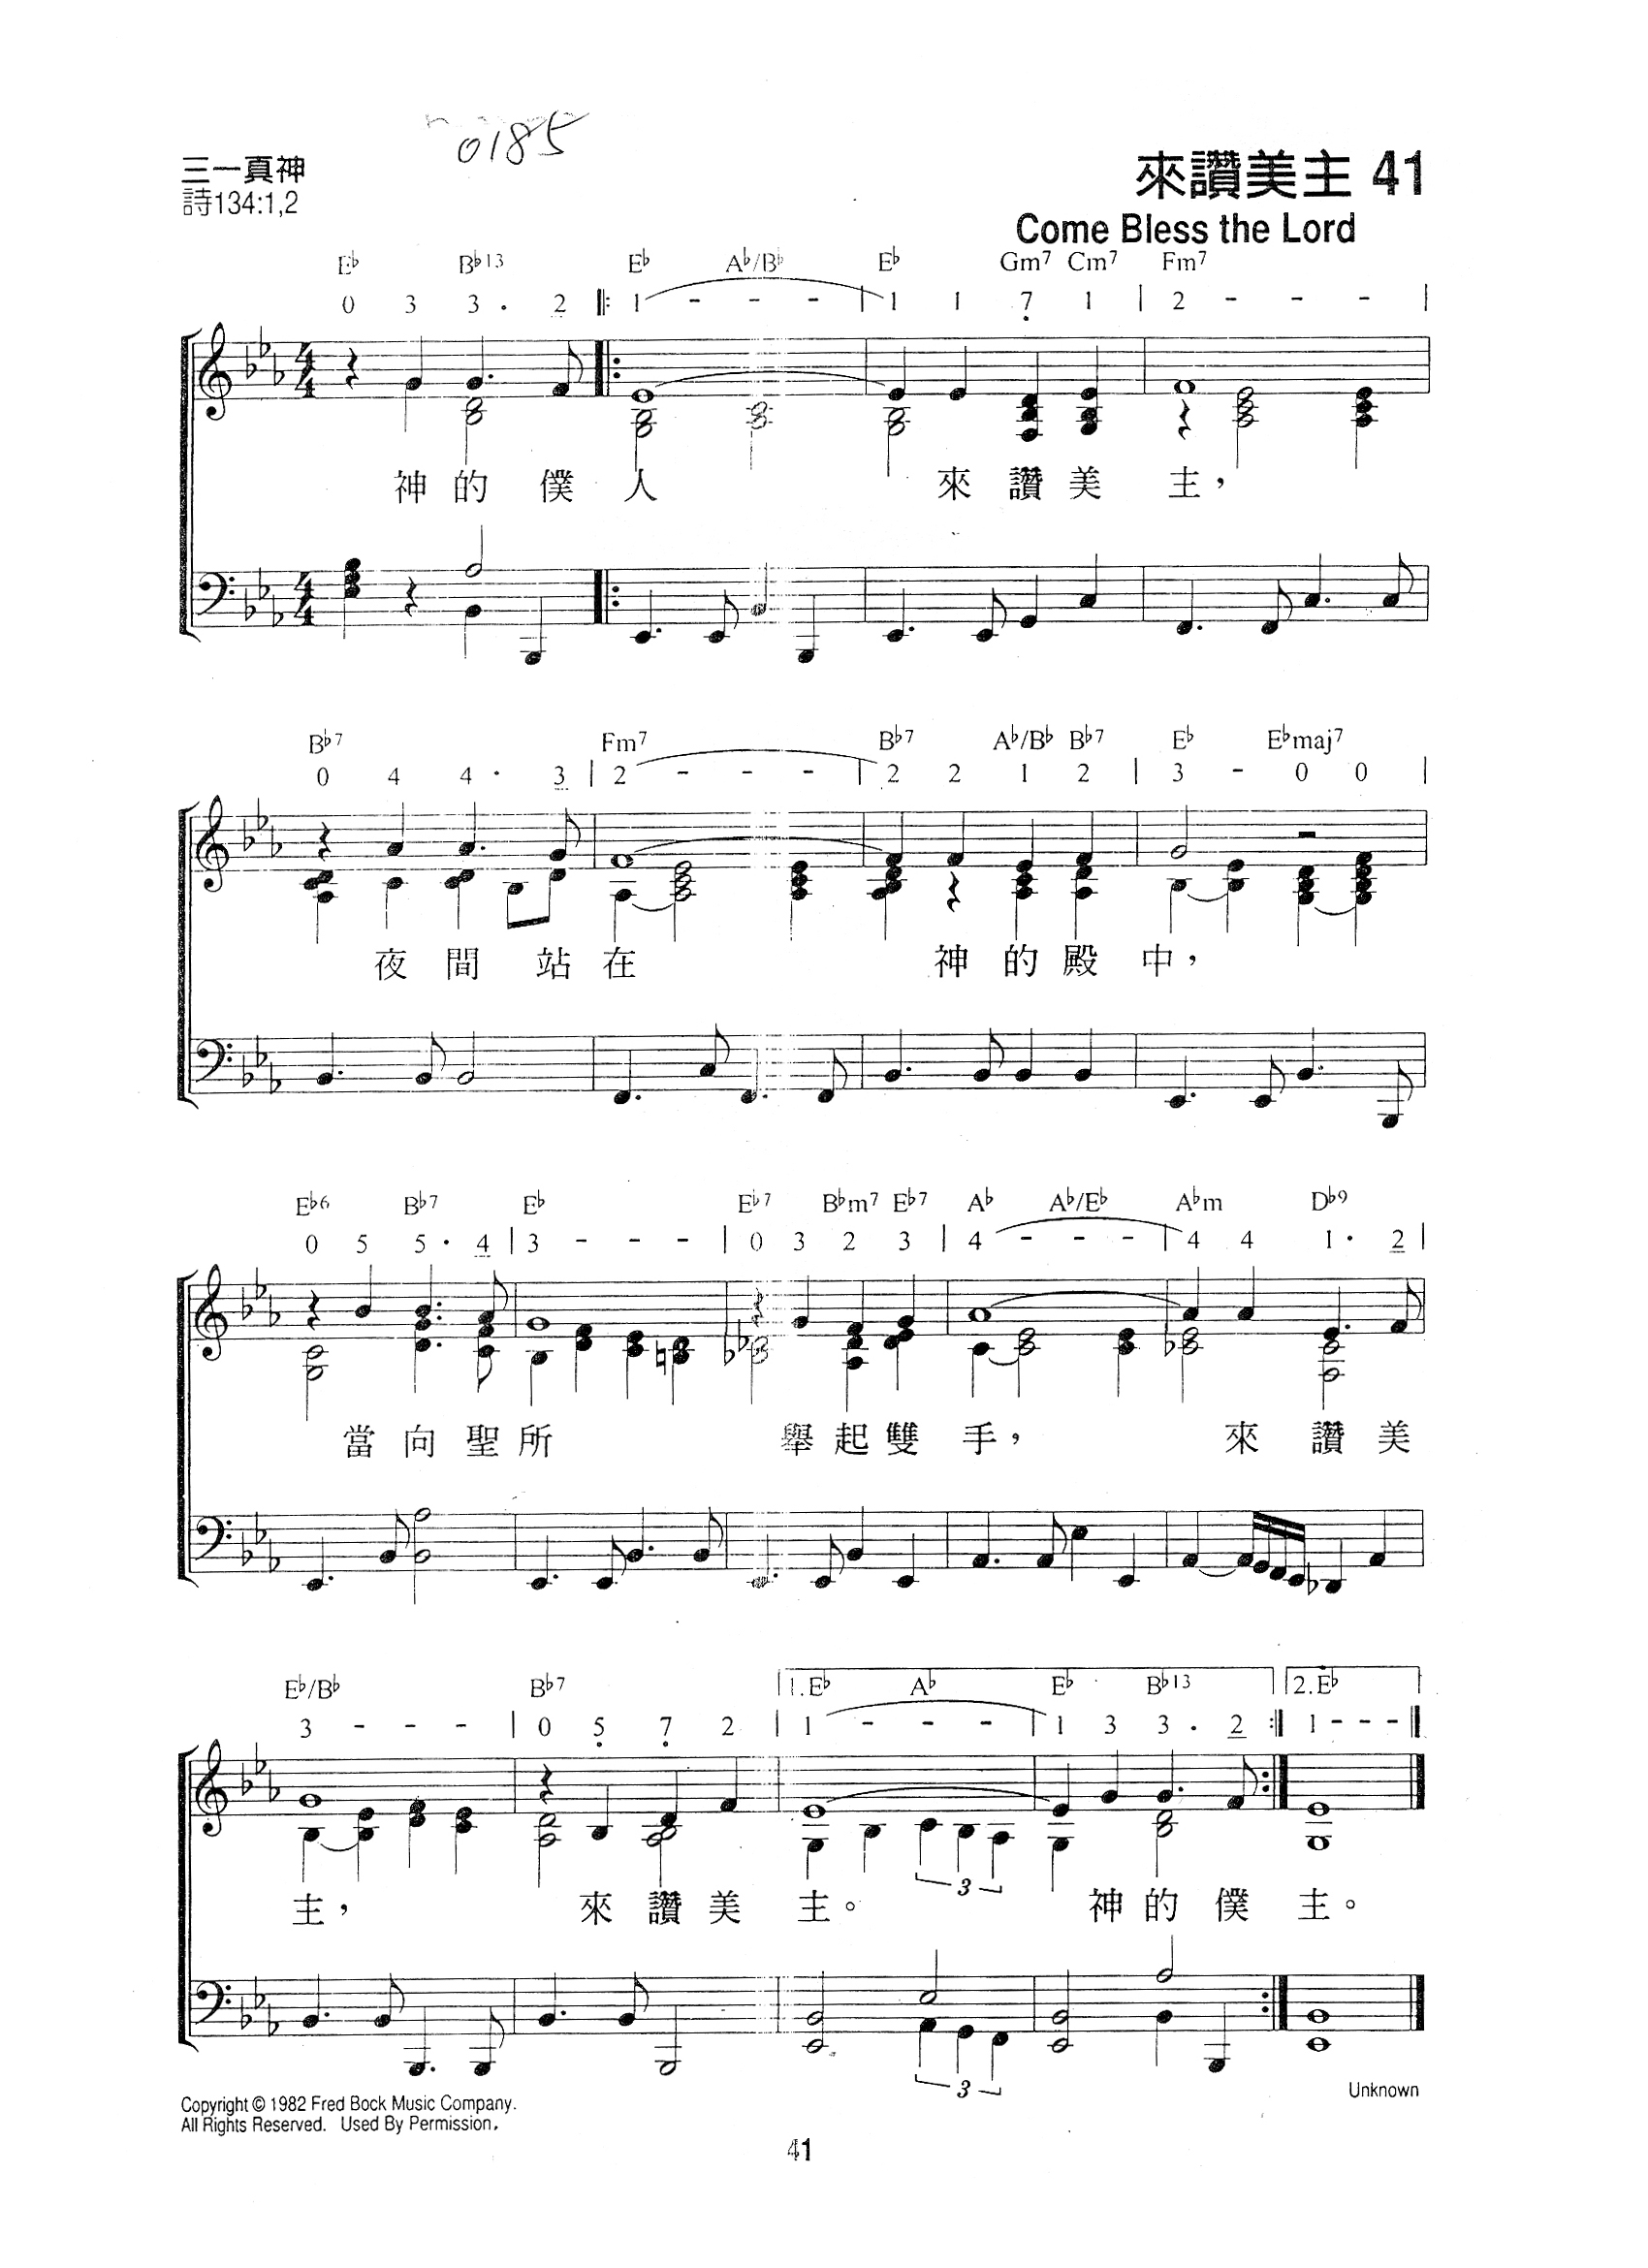 0185
三一真神
詩134:1,2
來讚美主 41
Come Bless the Lord
E♭ B♭13 E♭ A♭/B♭ E♭ Gm7 Cm7 Fm7
0 3 3 . 2 ‖: 1 - - - | 1 1 7̣ 1 | 2 - - - |
神 的 僕 人 來 讚 美 主，
B♭7 Fm7 B♭7 A♭/B♭ B♭7 E♭ E♭maj7
0 4 4 · 3 | 2 - - - | 2 2 1 2 | 3 - 0 0 |
夜 間 站 在 神 的 殿 中，
E♭6 B♭7 E♭ E♭7 B♭m7 E♭7 A♭ A♭/E♭ A♭m D♭9
0 5 5 · 4 | 3 - - - | 0 3 2 3 | 4 - - - | 4 4 1 · 2 |
當 向 聖 所 舉 起 雙 手， 來 讚 美
E♭/B♭ B♭7 1.E♭ A♭ E♭ B♭13 2.E♭
3 - - - | 0 5̣ 7̣ 2 | 1 - - - | 1 3 3 . 2 :‖ 1 - - - ‖
3
主， 來 讚 美 主。 神 的 僕 主。
3
Copyright © 1982 Fred Bock Music Company.
All Rights Reserved. Used By Permission.
Unknown
41